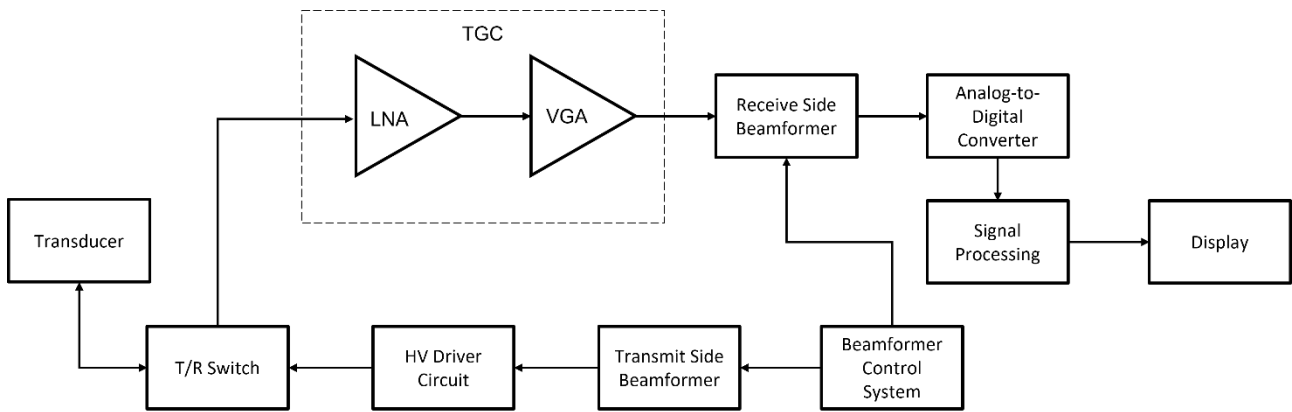 TGC
LNA
VGA
Receive Side
Beamformer
Analog-to-
Digital
Converter
Transducer
Signal
Processing
Display
T/R Switch
HV Driver
Circuit
Transmit Side
Beamformer
Beamformer
Control
System